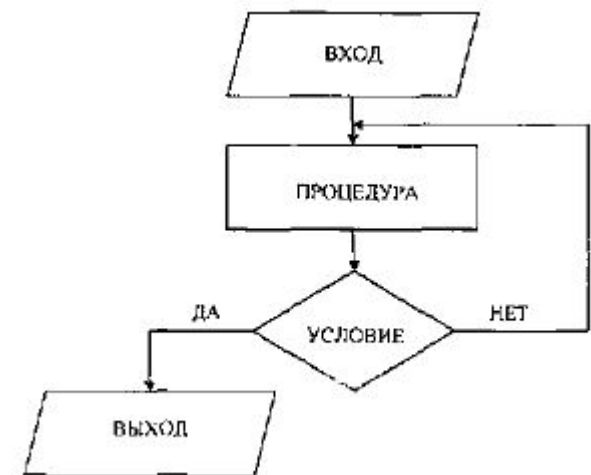 ВХОД
ПРОЦЕДУРА
ДА
НЕТ
УСЛОВИЕ
ВЫХОД